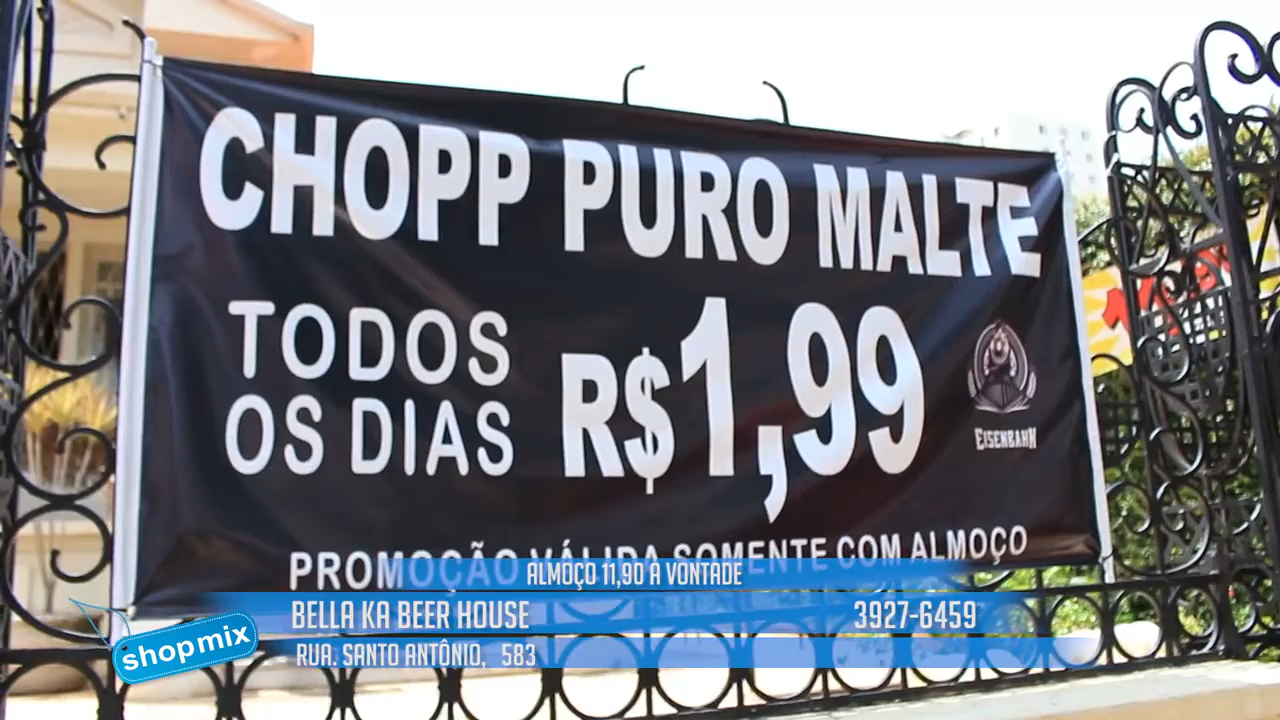 CHOPP PURO MALTE
TODOS
OS DIAS
R$1,99
EISENBAHN
PROMOÇÃO VÁLIDA SOMENTE COM ALMOÇO
ALMOÇO 11,90 A VONTADE
BELLA KA BEER HOUSE 3927-6459
shopmix
RUA. SANTO ANTÔNIO, 583